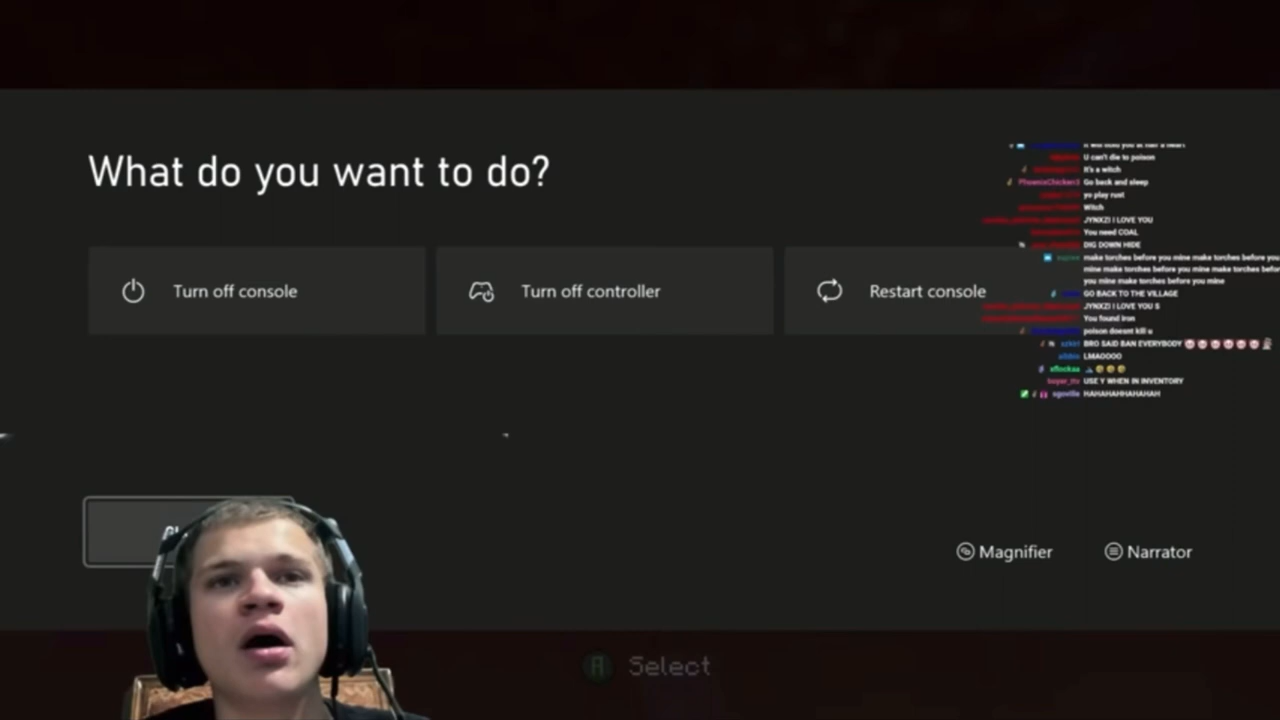 What do you want to do?
Turn off console
Turn off controller
Restart console
U can't die to poison
It's a witch
PhoenixChicken3 Go back and sleep
yo play rust
Witch
JYNXZI I LOVE YOU
You need COAL
DIG DOWN HIDE
make torches before you mine make torches before you
mine make torches before you mine make torches before
you mine make torches before you mine
GO BACK TO THE VILLAGE
JYNXZI I LOVE YOU S
You found iron
poison doesnt kill u
BRO SAID BAN EVERYBODY
LMAOOOO
xflockaa
USE Y WHEN IN INVENTORY
HAHAHAHHAHAHAH
Magnifier
Narrator
A Select